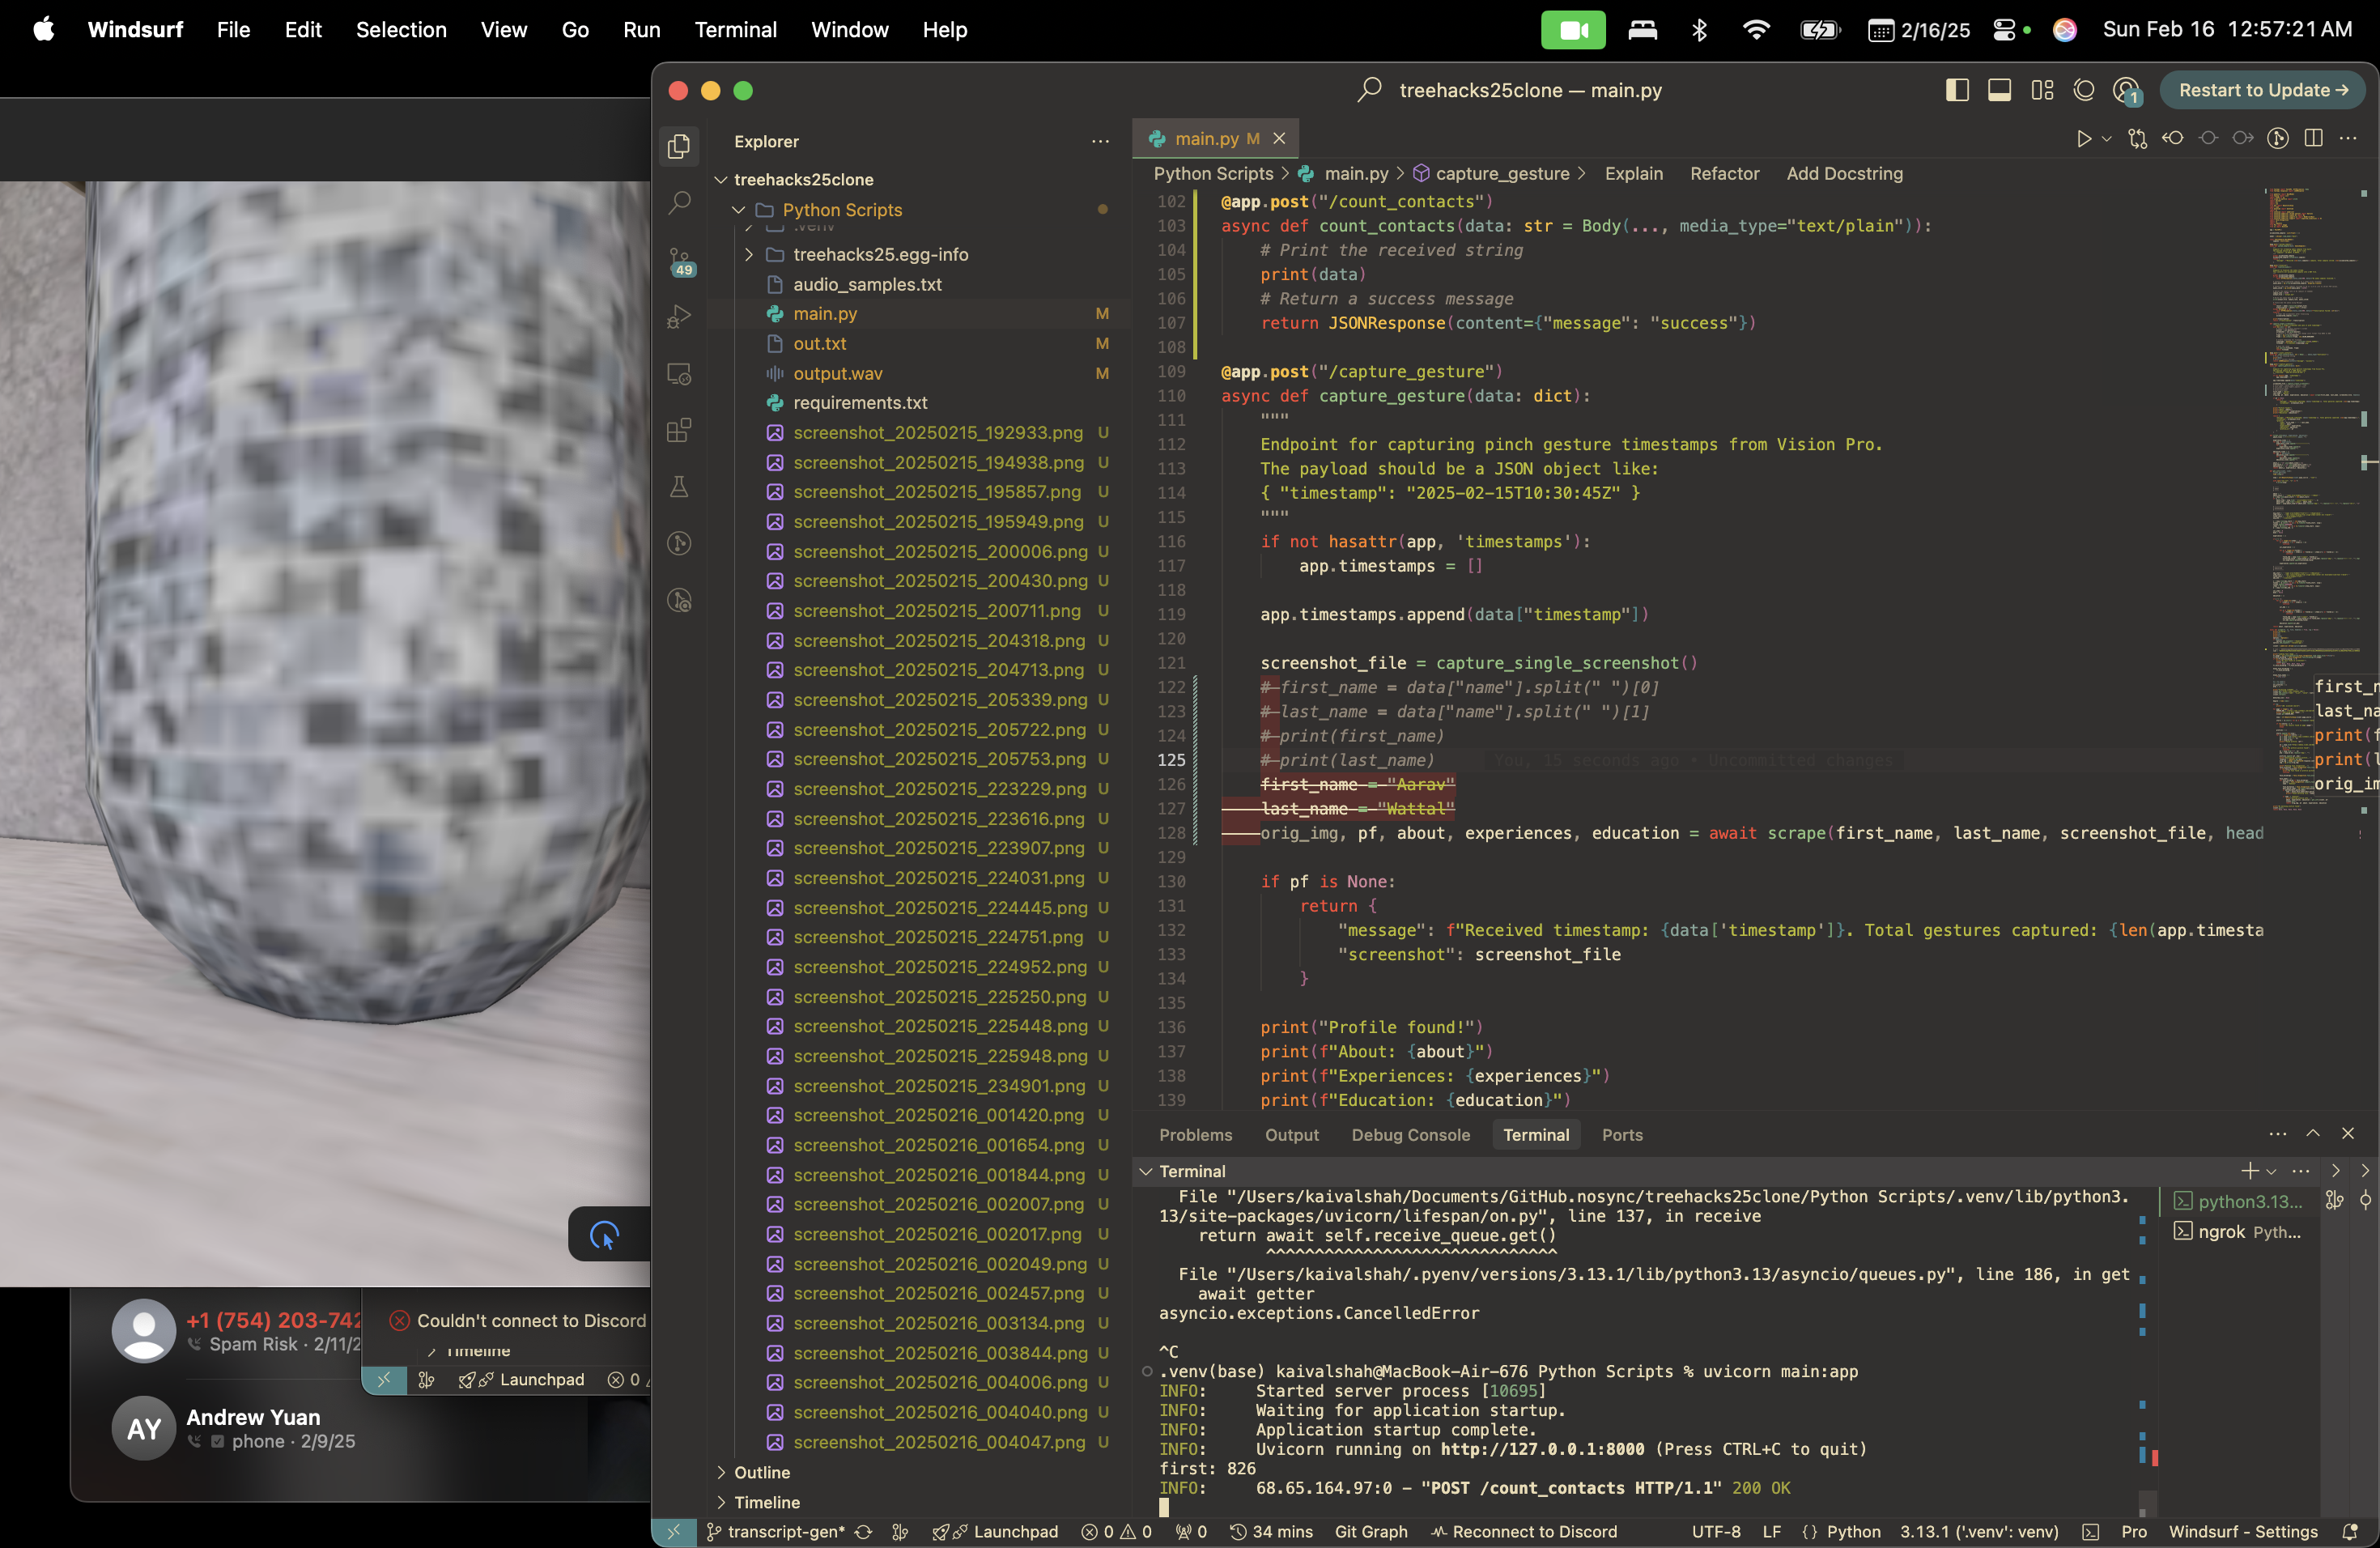 Windsurf File Edit Selection View Go Run Terminal Window Help
2/16/25 Sun Feb 16 12:57:21 AM
treehacks25clone — main.py
1
Restart to Update →
Explorer
treehacks25clone
Python Scripts
.venv
treehacks25.egg-info
audio_samples.txt
main.py M
out.txt M
output.wav M
requirements.txt
screenshot_20250215_192933.png U
screenshot_20250215_194938.png U
screenshot_20250215_195857.png U
screenshot_20250215_195949.png U
screenshot_20250215_200006.png U
screenshot_20250215_200430.png U
screenshot_20250215_200711.png U
screenshot_20250215_204318.png U
screenshot_20250215_204713.png U
screenshot_20250215_205339.png U
screenshot_20250215_205722.png U
screenshot_20250215_205753.png U
screenshot_20250215_223229.png U
screenshot_20250215_223616.png U
screenshot_20250215_223907.png U
screenshot_20250215_224031.png U
screenshot_20250215_224445.png U
screenshot_20250215_224751.png U
screenshot_20250215_224952.png U
screenshot_20250215_225250.png U
screenshot_20250215_225448.png U
screenshot_20250215_225948.png U
screenshot_20250215_234901.png U
screenshot_20250216_001420.png U
screenshot_20250216_001654.png U
screenshot_20250216_001844.png U
screenshot_20250216_002007.png U
screenshot_20250216_002017.png U
screenshot_20250216_002049.png U
screenshot_20250216_002457.png U
screenshot_20250216_003134.png U
screenshot_20250216_003844.png U
screenshot_20250216_004006.png U
screenshot_20250216_004040.png U
screenshot_20250216_004047.png U
Outline
Timeline
49
main.py M
Python Scripts > main.py > capture_gesture > Explain Refactor Add Docstring
102 @app.post("/count_contacts")
103 async def count_contacts(data: str = Body(..., media_type="text/plain")):
104 # Print the received string
105 print(data)
106 # Return a success message
107 return JSONResponse(content={"message": "success"})
108
109 @app.post("/capture_gesture")
110 async def capture_gesture(data: dict):
111 """
112 Endpoint for capturing pinch gesture timestamps from Vision Pro.
113 The payload should be a JSON object like:
114 { "timestamp": "2025-02-15T10:30:45Z" }
115 """
116 if not hasattr(app, 'timestamps'):
117 app.timestamps = []
118
119 app.timestamps.append(data["timestamp"])
120
121 screenshot_file = capture_single_screenshot()
122 # first_name = data["name"].split(" ")[0]
123 # last_name = data["name"].split(" ")[1]
124 # print(first_name)
125 # print(last_name) You, 15 seconds ago • Uncommitted changes
126 first_name = "Aarav"
127 last_name = "Wattal"
128 orig_img, pf, about, experiences, education = await scrape(first_name, last_name, screenshot_file, head
129
130 if pf is None:
131 return {
132 "message": f"Received timestamp: {data['timestamp']}. Total gestures captured: {len(app.timesta
133 "screenshot": screenshot_file
134 }
135
136 print("Profile found!")
137 print(f"About: {about}")
138 print(f"Experiences: {experiences}")
139 print(f"Education: {education}")
first_n
last_na
print(f
print(l
orig_im
Problems Output Debug Console Terminal Ports
Terminal
File "/Users/kaivalshah/Documents/GitHub.nosync/treehacks25clone/Python Scripts/.venv/lib/python3.
13/site-packages/uvicorn/lifespan/on.py", line 137, in receive
return await self.receive_queue.get()
^^^^^^^^^^^^^^^^^^^^^^^^^^^^^^
File "/Users/kaivalshah/.pyenv/versions/3.13.1/lib/python3.13/asyncio/queues.py", line 186, in get
await getter
asyncio.exceptions.CancelledError
^C
.venv(base) kaivalshah@MacBook-Air-676 Python Scripts % uvicorn main:app
INFO: Started server process [10695]
INFO: Waiting for application startup.
INFO: Application startup complete.
INFO: Uvicorn running on http://127.0.0.1:8000 (Press CTRL+C to quit)
first: 826
INFO: 68.65.164.97:0 - "POST /count_contacts HTTP/1.1" 200 OK
python3.13...
ngrok Pyth...
transcript-gen* Launchpad 0 0 0 34 mins Git Graph Reconnect to Discord UTF-8 LF {} Python 3.13.1 ('.venv': venv) Pro Windsurf - Settings
+1 (754) 203-742
Spam Risk · 2/11/2
AY
Andrew Yuan
phone · 2/9/25
Couldn't connect to Discord
Timeline
Launchpad 0